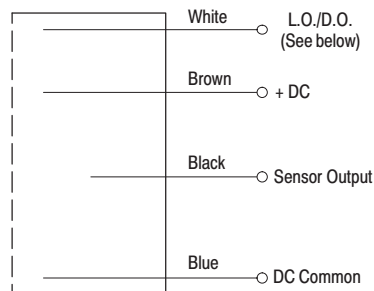 White
L.O./D.O.
(See below)
Brown
+ DC
Black
Sensor Output
Blue
DC Common